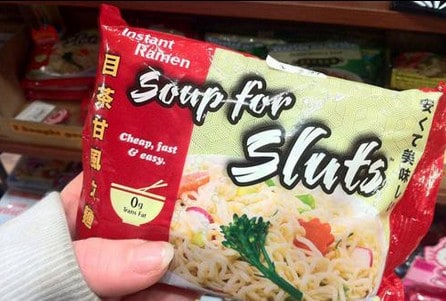 Instant
Ramen
Soup for
Sluts
Cheap, fast
& easy.
0g
Trans Fat
安くて美味し